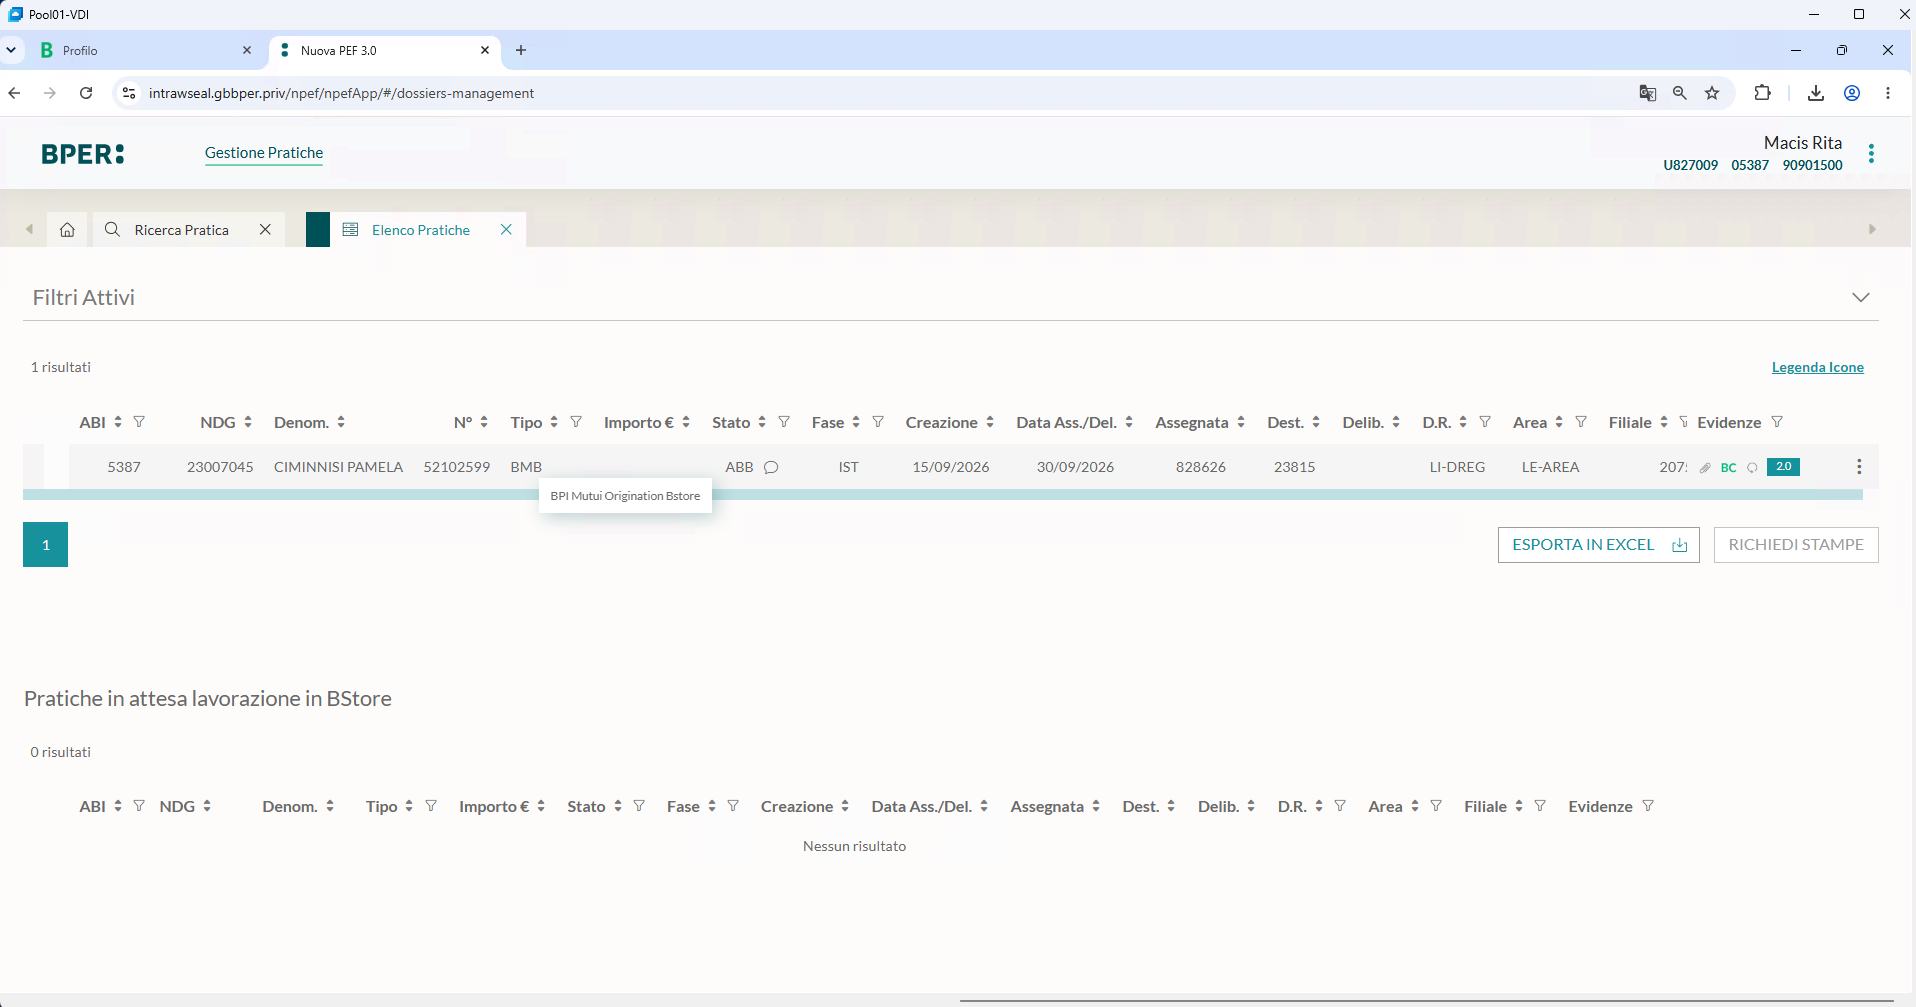 Pool01-VDI
Profilo
Nuova PEF 3.0
intrawseal.gbbper.priv/npef/npefApp/#/dossiers-management
BPER:
Gestione Pratiche
Macis Rita
U827009 05387 90901500
Ricerca Pratica
Elenco Pratiche
Filtri Attivi
1 risultati
Legenda Icone
ABI NDG Denom. N° Tipo Importo € Stato Fase Creazione Data Ass./Del. Assegnata Dest. Delib. D.R. Area Filiale Evidenze
5387 23007045 CIMINNISI PAMELA 52102599 BMB ABB IST 15/09/2026 30/09/2026 828626 23815 LI-DREG LE-AREA 207 BC 2.0
BPI Mutui Origination Bstore
1
ESPORTA IN EXCEL
RICHIEDI STAMPE
Pratiche in attesa lavorazione in BStore
0 risultati
ABI NDG Denom. Tipo Importo € Stato Fase Creazione Data Ass./Del. Assegnata Dest. Delib. D.R. Area Filiale Evidenze
Nessun risultato